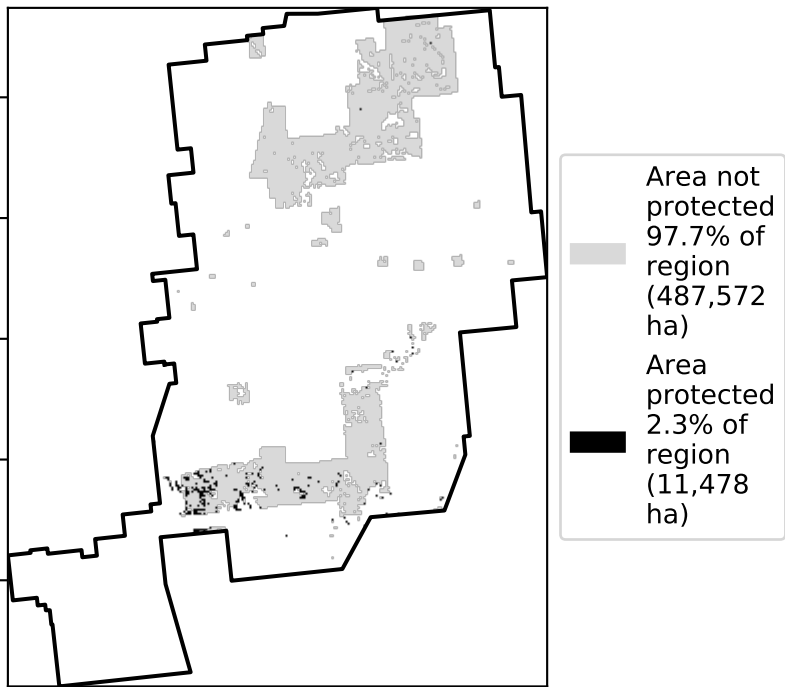 Area not
protected
97.7% of
region
(487,572
ha)
Area
protected
2.3% of
region
(11,478
ha)